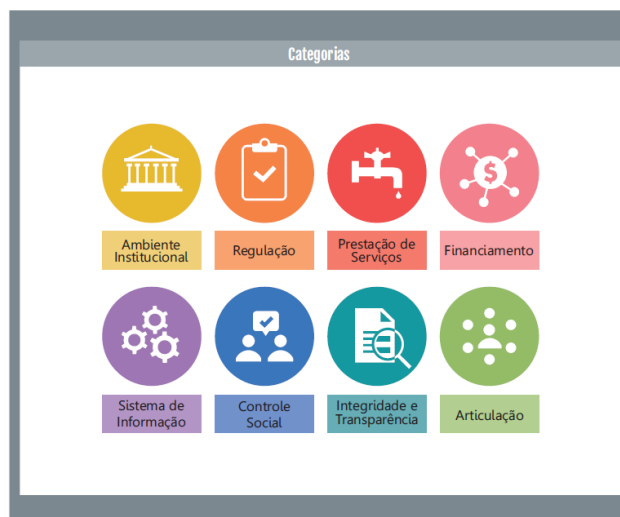 Categorias
Ambiente
Institucional
Regulação
Prestação de
Serviços
Financiamento
$
Sistema de
Informação
Controle
Social
Integridade e
Transparência
Articulação